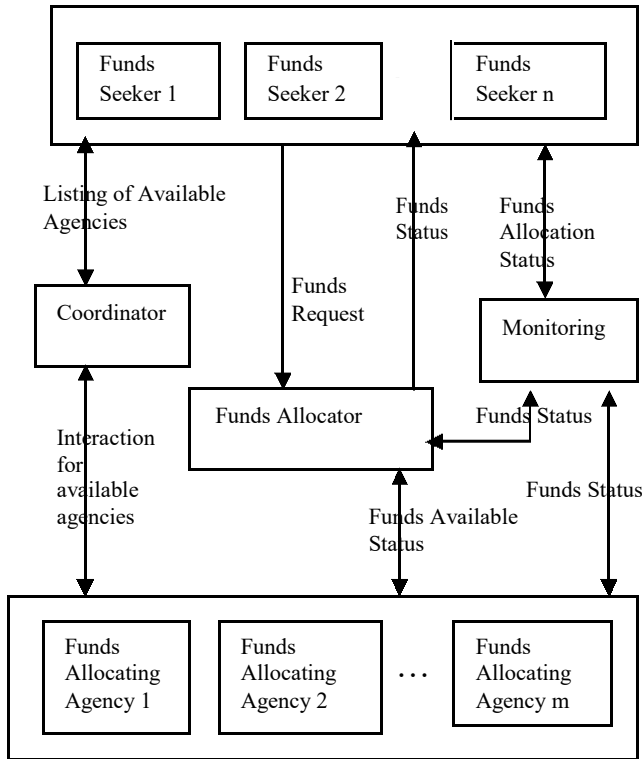 Funds
Seeker 1
Funds
Seeker 2
Funds
Seeker n
Listing of Available
Agencies
Funds
Status
Funds
Allocation
Status
Funds
Request
Coordinator
Monitoring
Funds Allocator
Funds Status
Interaction
for
available
agencies
Funds Status
Funds Available
Status
Funds
Allocating
Agency 1
Funds
Allocating
Agency 2
...
Funds
Allocating
Agency m